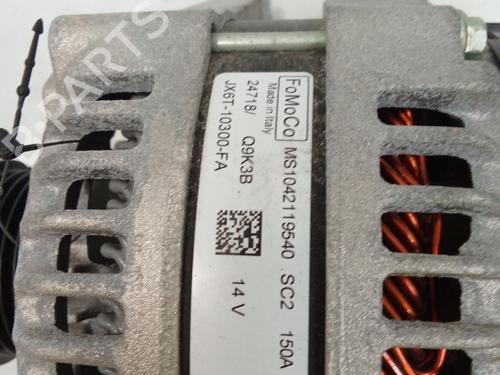 FoMoCo MS1042119540 SC2 150A
Made in Italy
24718/ Q9K3B
JX6T-10300-FA 14 V
B-PARTS